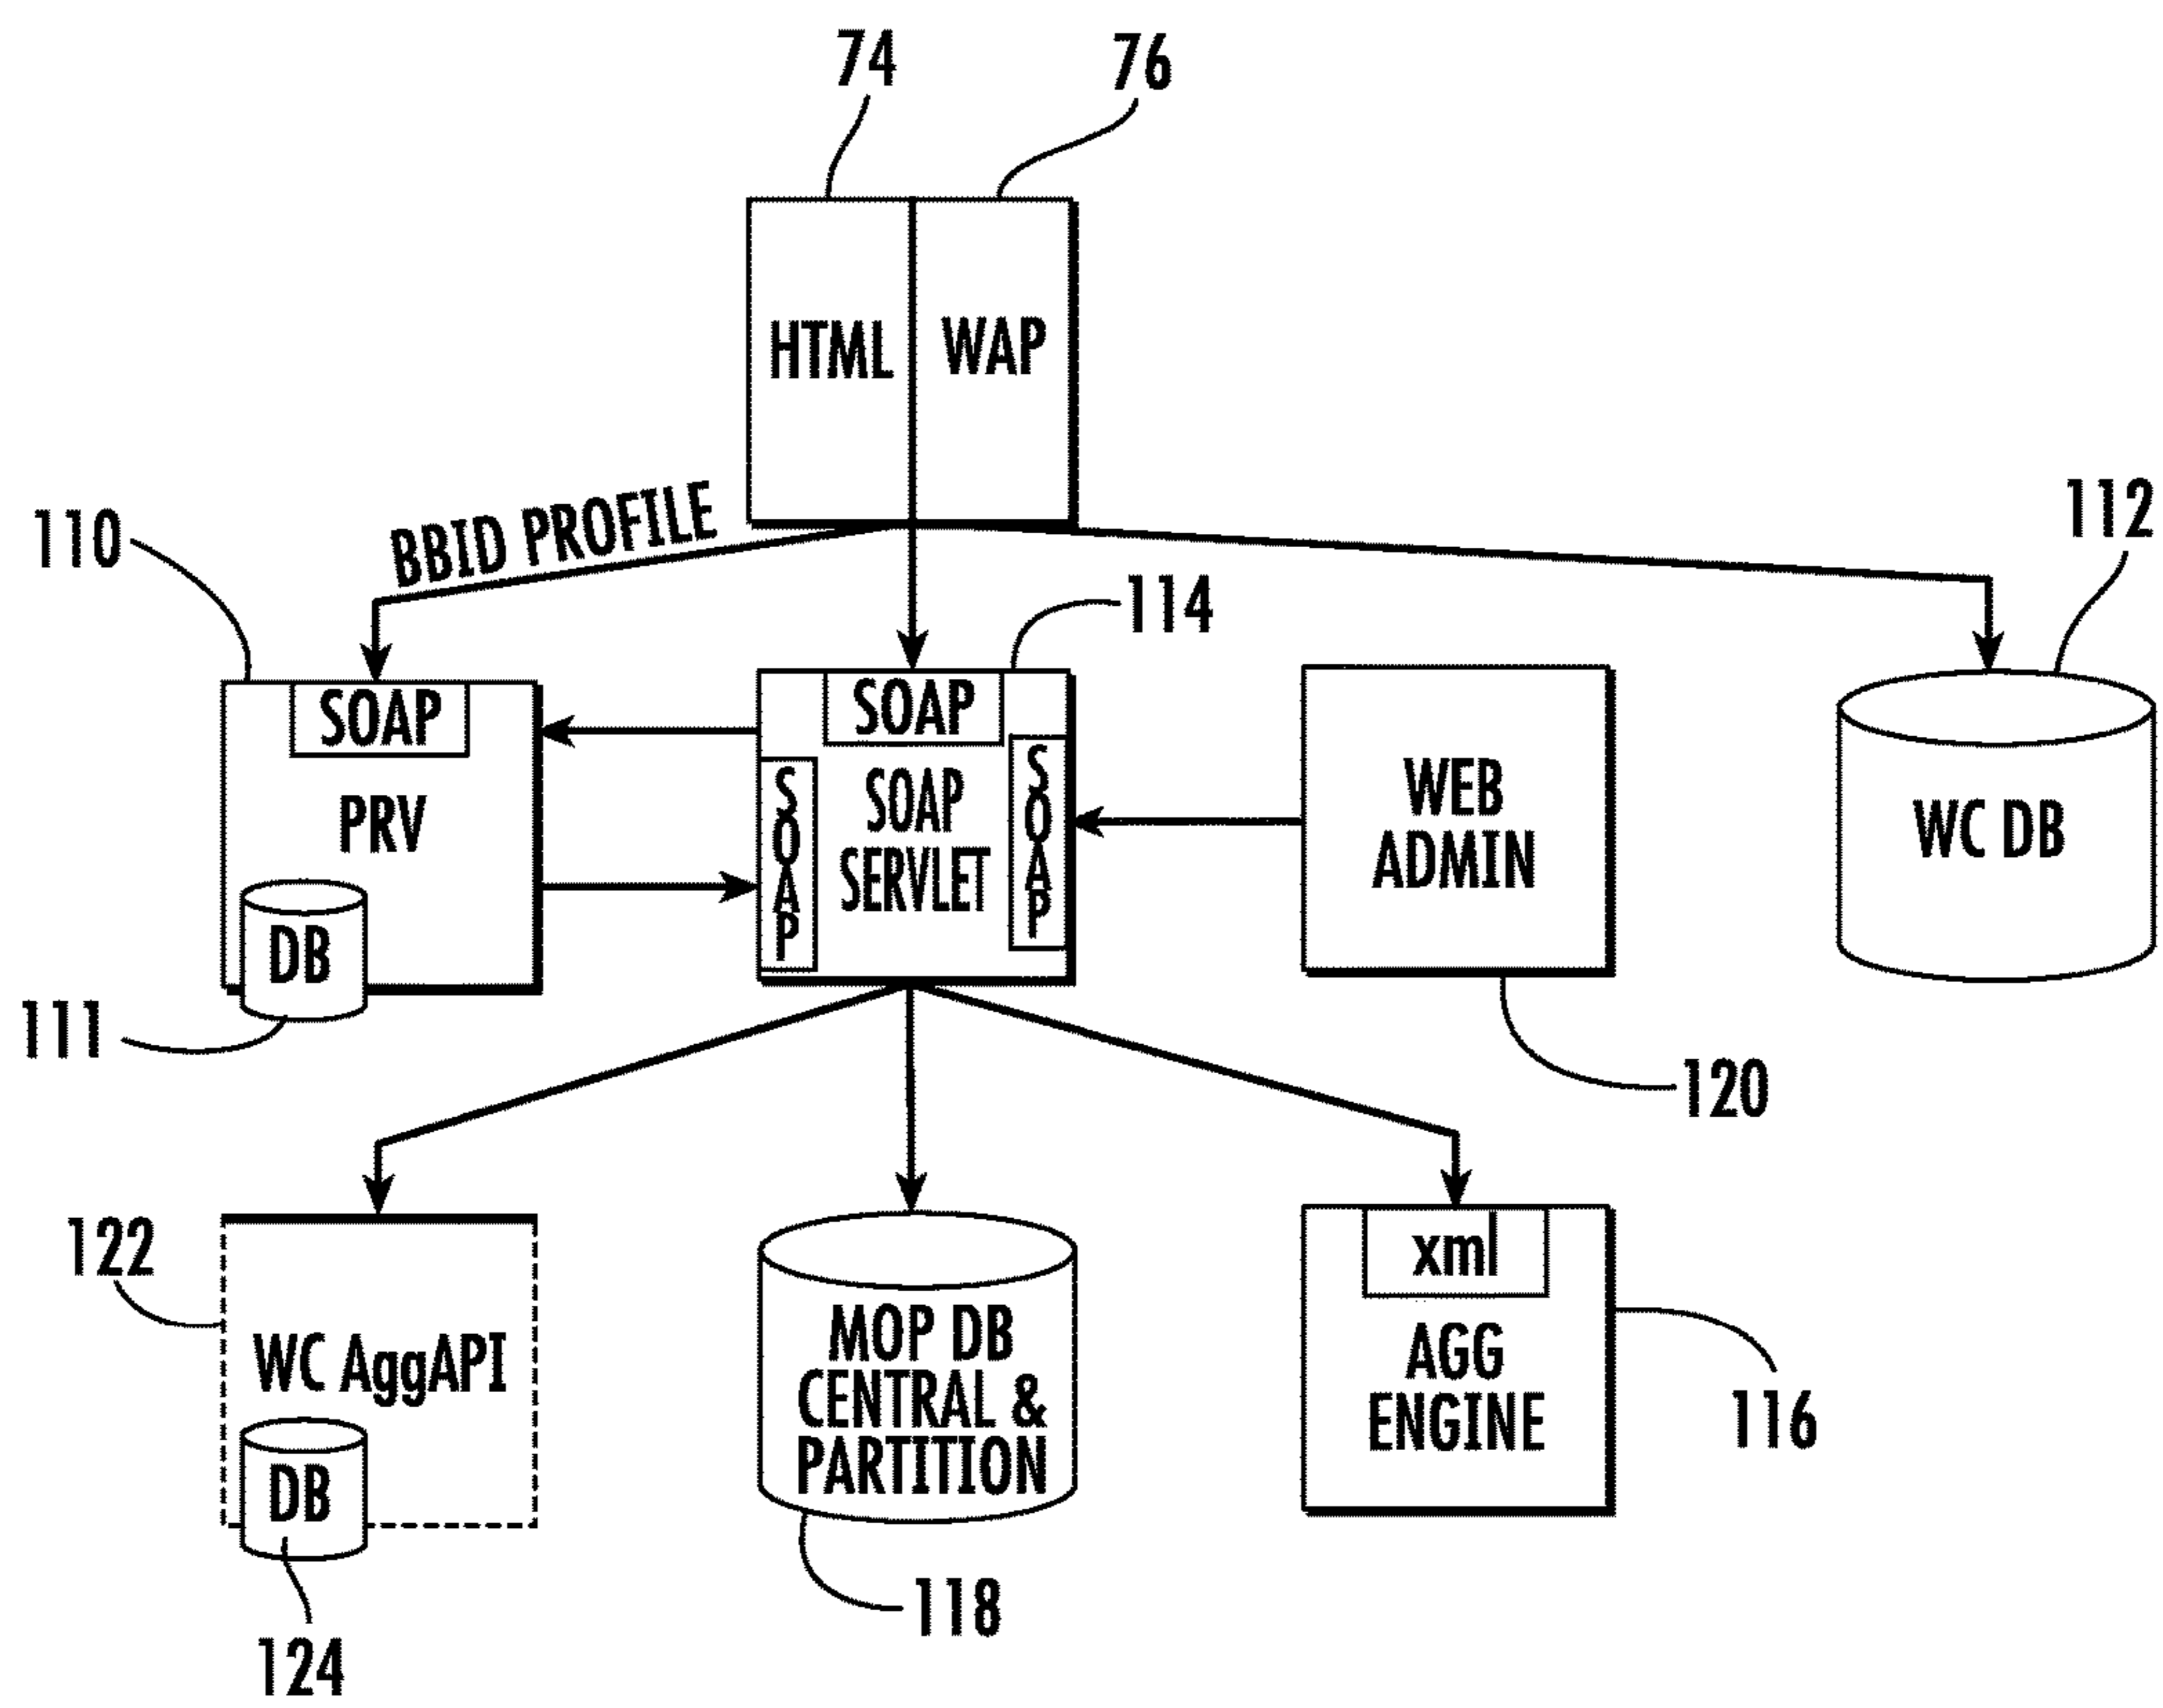 74
76
HTML
WAP
BBID PROFILE
110
112
114
SOAP
PRV
DB
111
SOAP
SOAP
SOAP
SERVLET
SOAP
WEB
ADMIN
120
WC DB
122
WC AggAPI
DB
124
MOP DB
CENTRAL &
PARTITION
118
xml
AGG
ENGINE
116